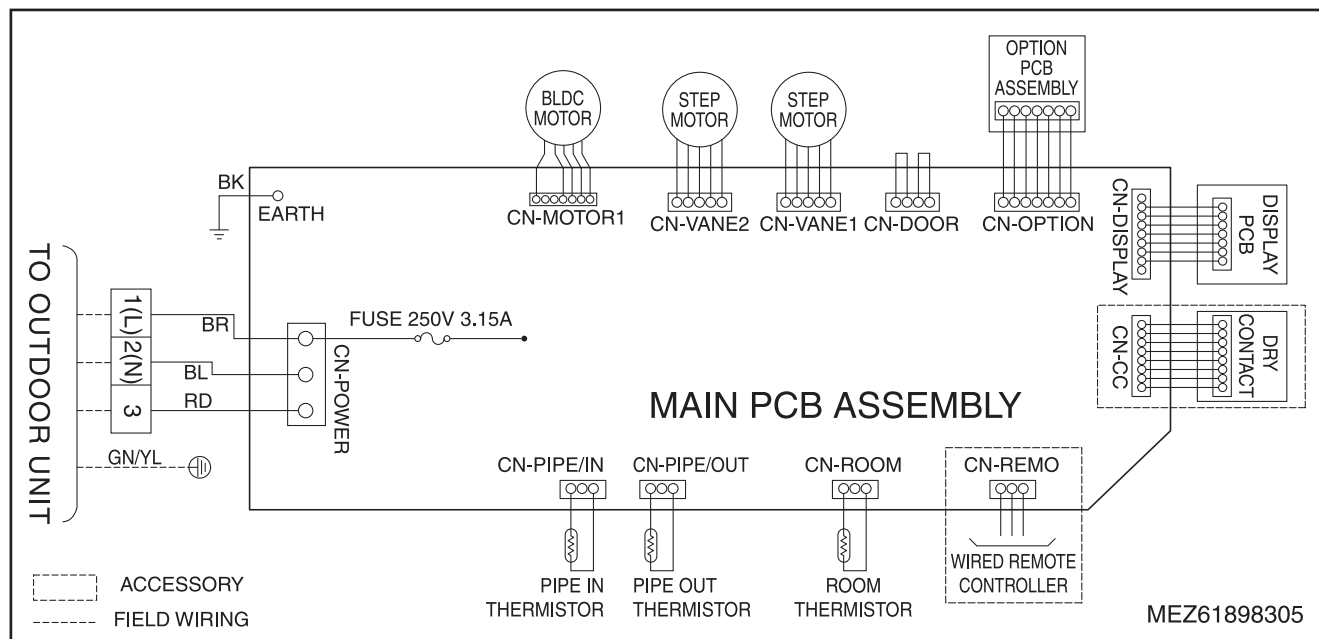 OPTION
PCB
ASSEMBLY
BLDC
MOTOR
STEP
MOTOR
STEP
MOTOR
BK
EARTH
CN-MOTOR1
CN-VANE2
CN-VANE1
CN-DOOR
CN-OPTION
CN-DISPLAY
DISPLAY
PCB
TO OUTDOOR UNIT
1(L)
2(N)
3
BR
BL
RD
GN/YL
CN-POWER
FUSE 250V 3.15A
CN-CC
DRY
CONTACT
MAIN PCB ASSEMBLY
CN-PIPE/IN
CN-PIPE/OUT
CN-ROOM
CN-REMO
PIPE IN
THERMISTOR
PIPE OUT
THERMISTOR
ROOM
THERMISTOR
WIRED REMOTE
CONTROLLER
ACCESSORY
FIELD WIRING
MEZ61898305